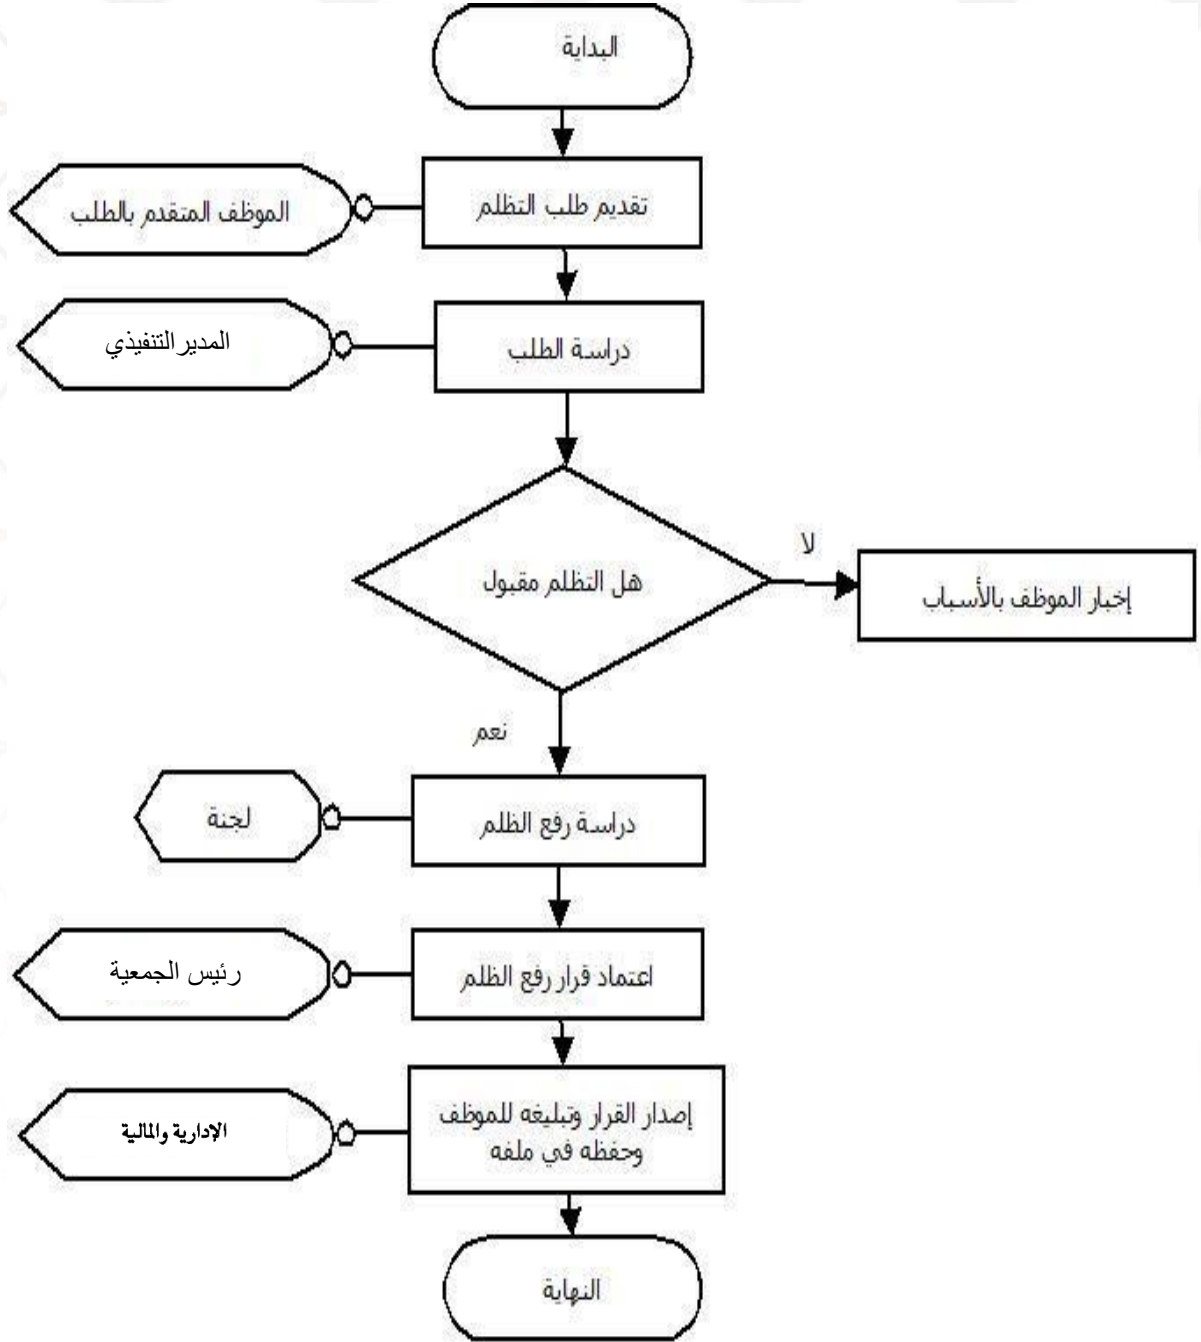 البداية
تقديم طلب التظلم
الموظف المتقدم بالطلب
دراسة الطلب
المدير التنفيذي
هل التظلم مقبول
لا
إخبار الموظف بالأسباب
نعم
دراسة رفع الظلم
لجنة
اعتماد قرار رفع الظلم
رئيس الجمعية
إصدار القرار وتبليغه للموظف
وحفظه في ملفه
الإدارية والمالية
النهاية